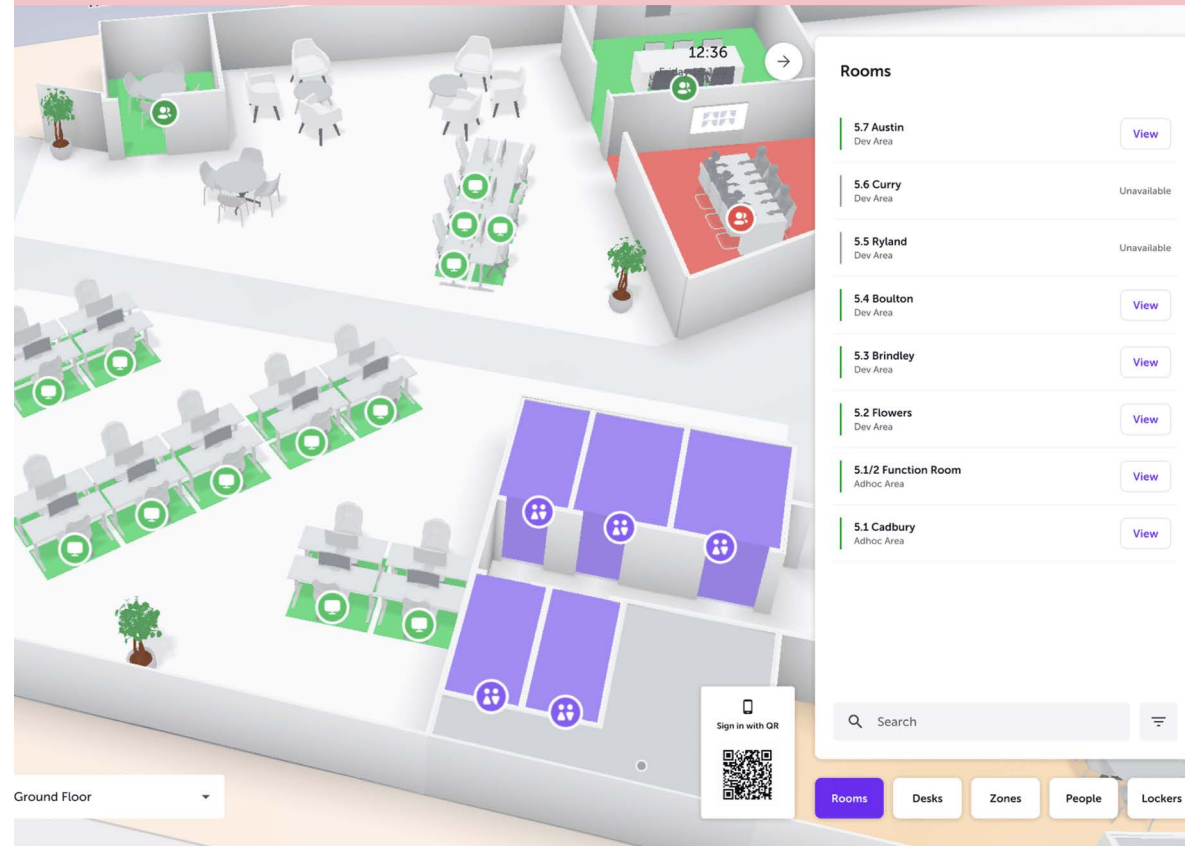 12:36
Friday
Rooms
5.7 Austin
Dev Area
View
5.6 Curry
Dev Area
Unavailable
5.5 Ryland
Dev Area
Unavailable
5.4 Boulton
Dev Area
View
5.3 Brindley
Dev Area
View
5.2 Flowers
Dev Area
View
5.1/2 Function Room
Adhoc Area
View
5.1 Cadbury
Adhoc Area
View
Search
Sign in with QR
Ground Floor
Rooms
Desks
Zones
People
Lockers